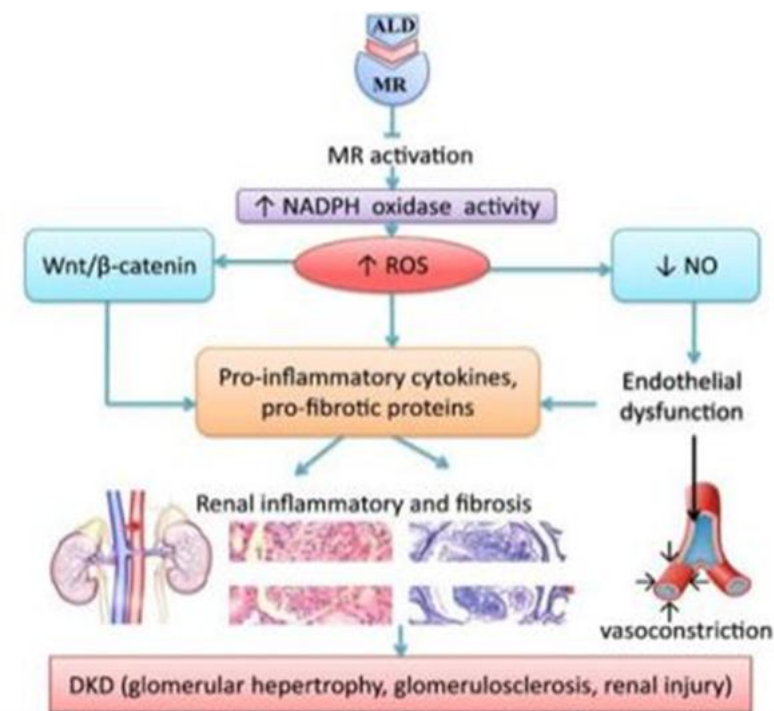 ALD
MR
MR activation
↑ NADPH oxidase activity
Wnt/β-catenin
↑ ROS
↓ NO
Pro-inflammatory cytokines,
pro-fibrotic proteins
Endothelial
dysfunction
Renal inflammatory and fibrosis
vasoconstriction
DKD (glomerular hepertrophy, glomerulosclerosis, renal injury)